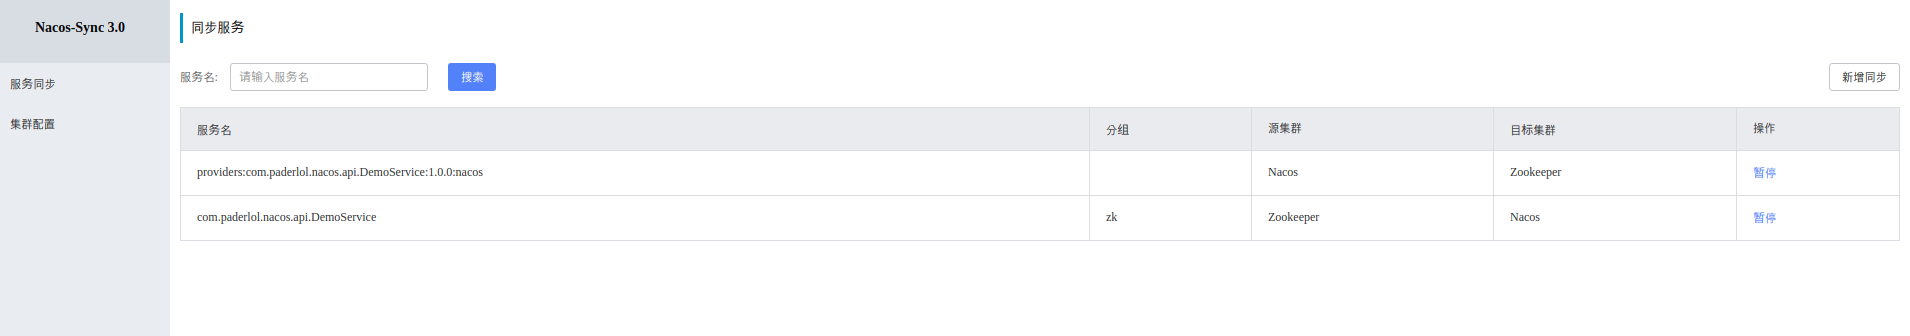 Nacos-Sync 3.0
服务同步
集群配置
同步服务
服务名: 请输入服务名 搜索 新增同步
服务名 分组 源集群 目标集群 操作
providers:com.paderlol.nacos.api.DemoService:1.0.0:nacos Nacos Zookeeper 暂停
com.paderlol.nacos.api.DemoService zk Zookeeper Nacos 暂停